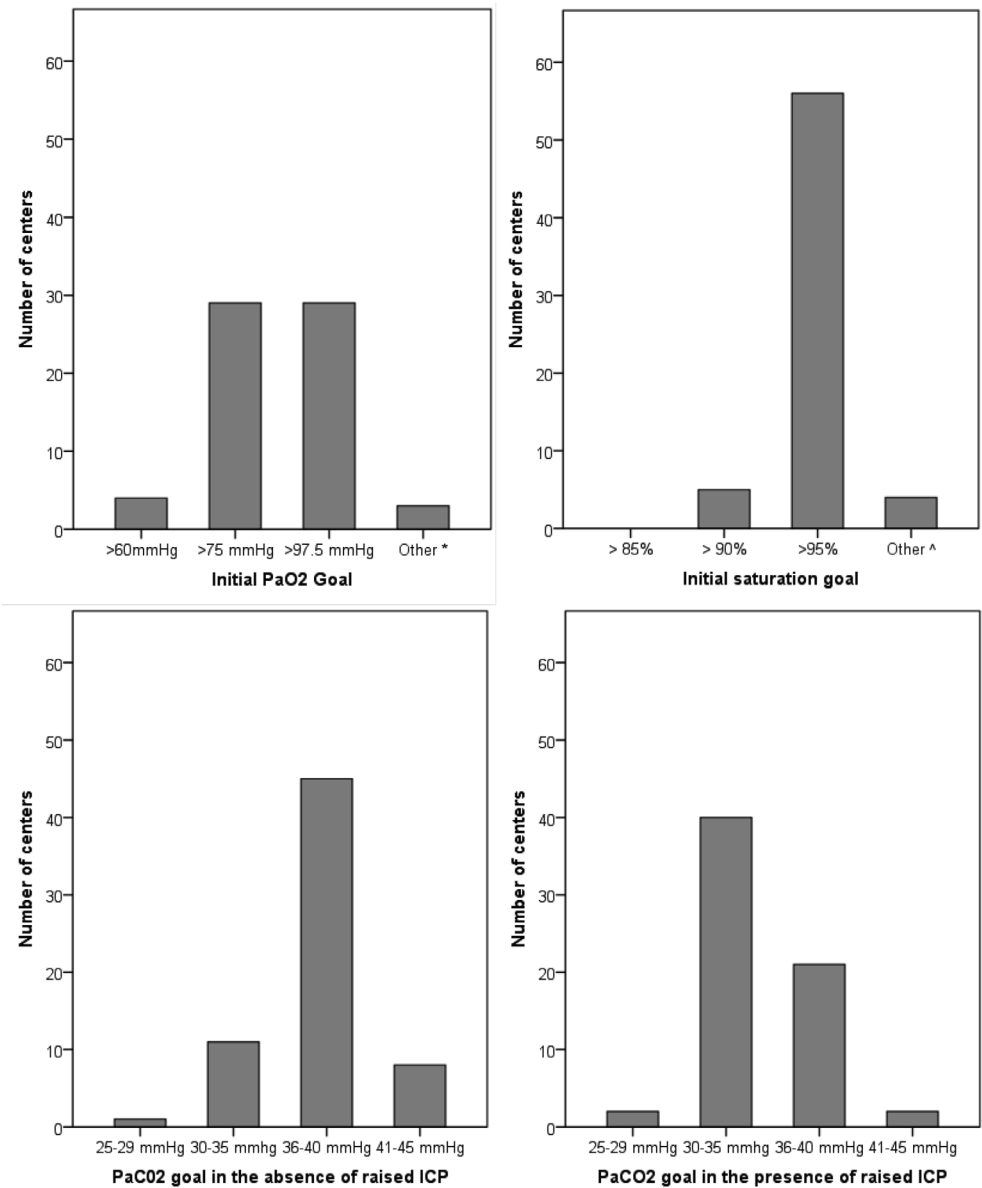 60
50
40
30
20
10
0
Number of centers
>60mmHg >75 mmHg >97.5 mmHg Other *
Initial PaO2 Goal
60
50
40
30
20
10
0
Number of centers
> 85% > 90% >95% Other ^
Initial saturation goal
60
50
40
30
20
10
0
Number of centers
25-29 mmHg 30-35 mmhg 36-40 mmHg 41-45 mmHg
PaC02 goal in the absence of raised ICP
60
50
40
30
20
10
0
Number of centers
25-29 mmHg 30-35 mmHg 36-40 mmHg 41-45 mmHg
PaCO2 goal in the presence of raised ICP